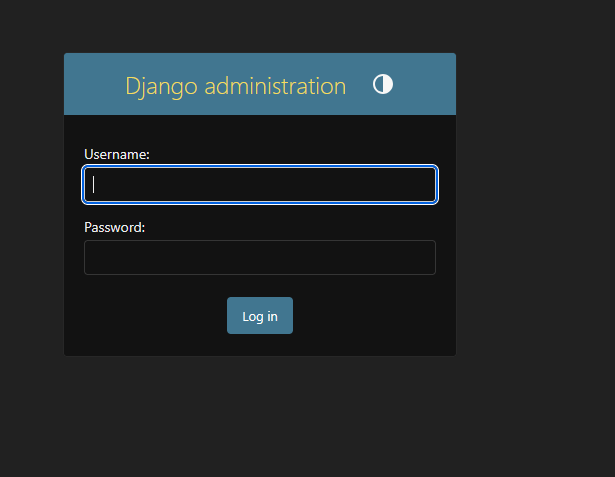 Django administration
Username:
Password:
Log in